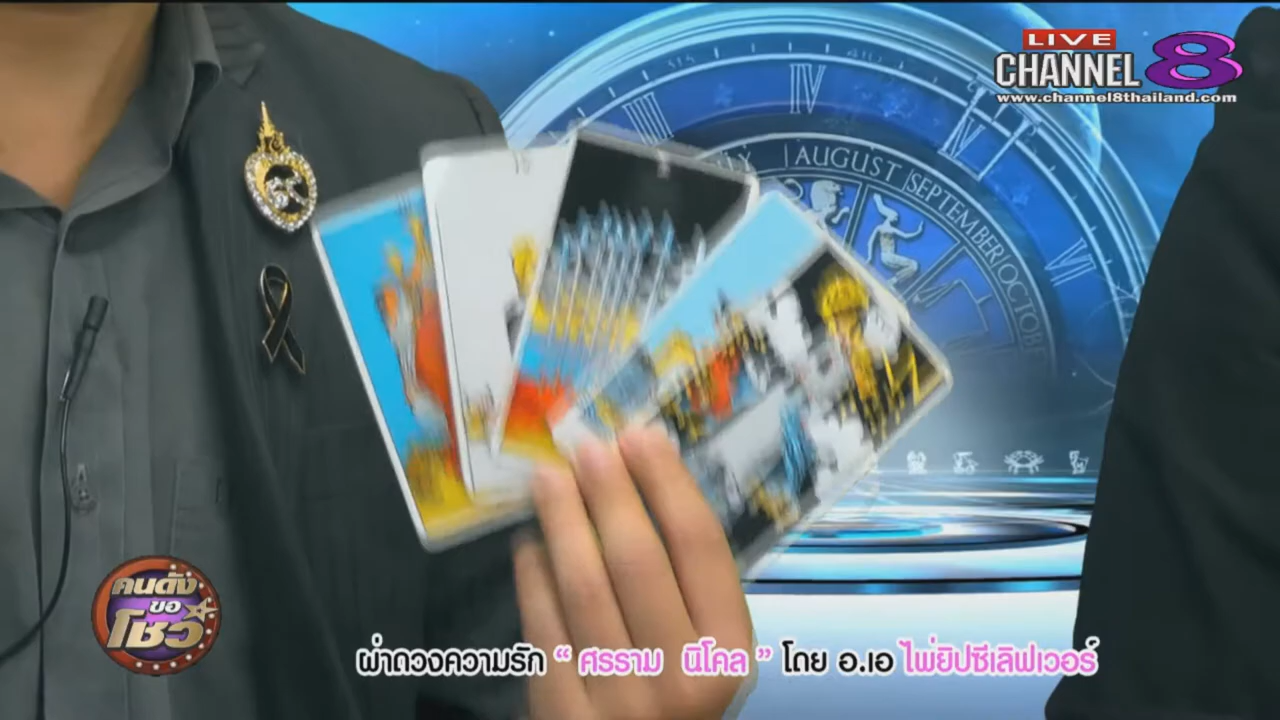 LIVE
CHANNEL 8
www.channel8thailand.com
IV
VI
AUGUST SEPTEMBER OCTOBE
คนดัง
ขอ
โชว์
ผ่าดวงความรัก “ ศรราม นิโคล ” โดย อ.เอ ไพ่ยิปซีเลิฟเวอร์